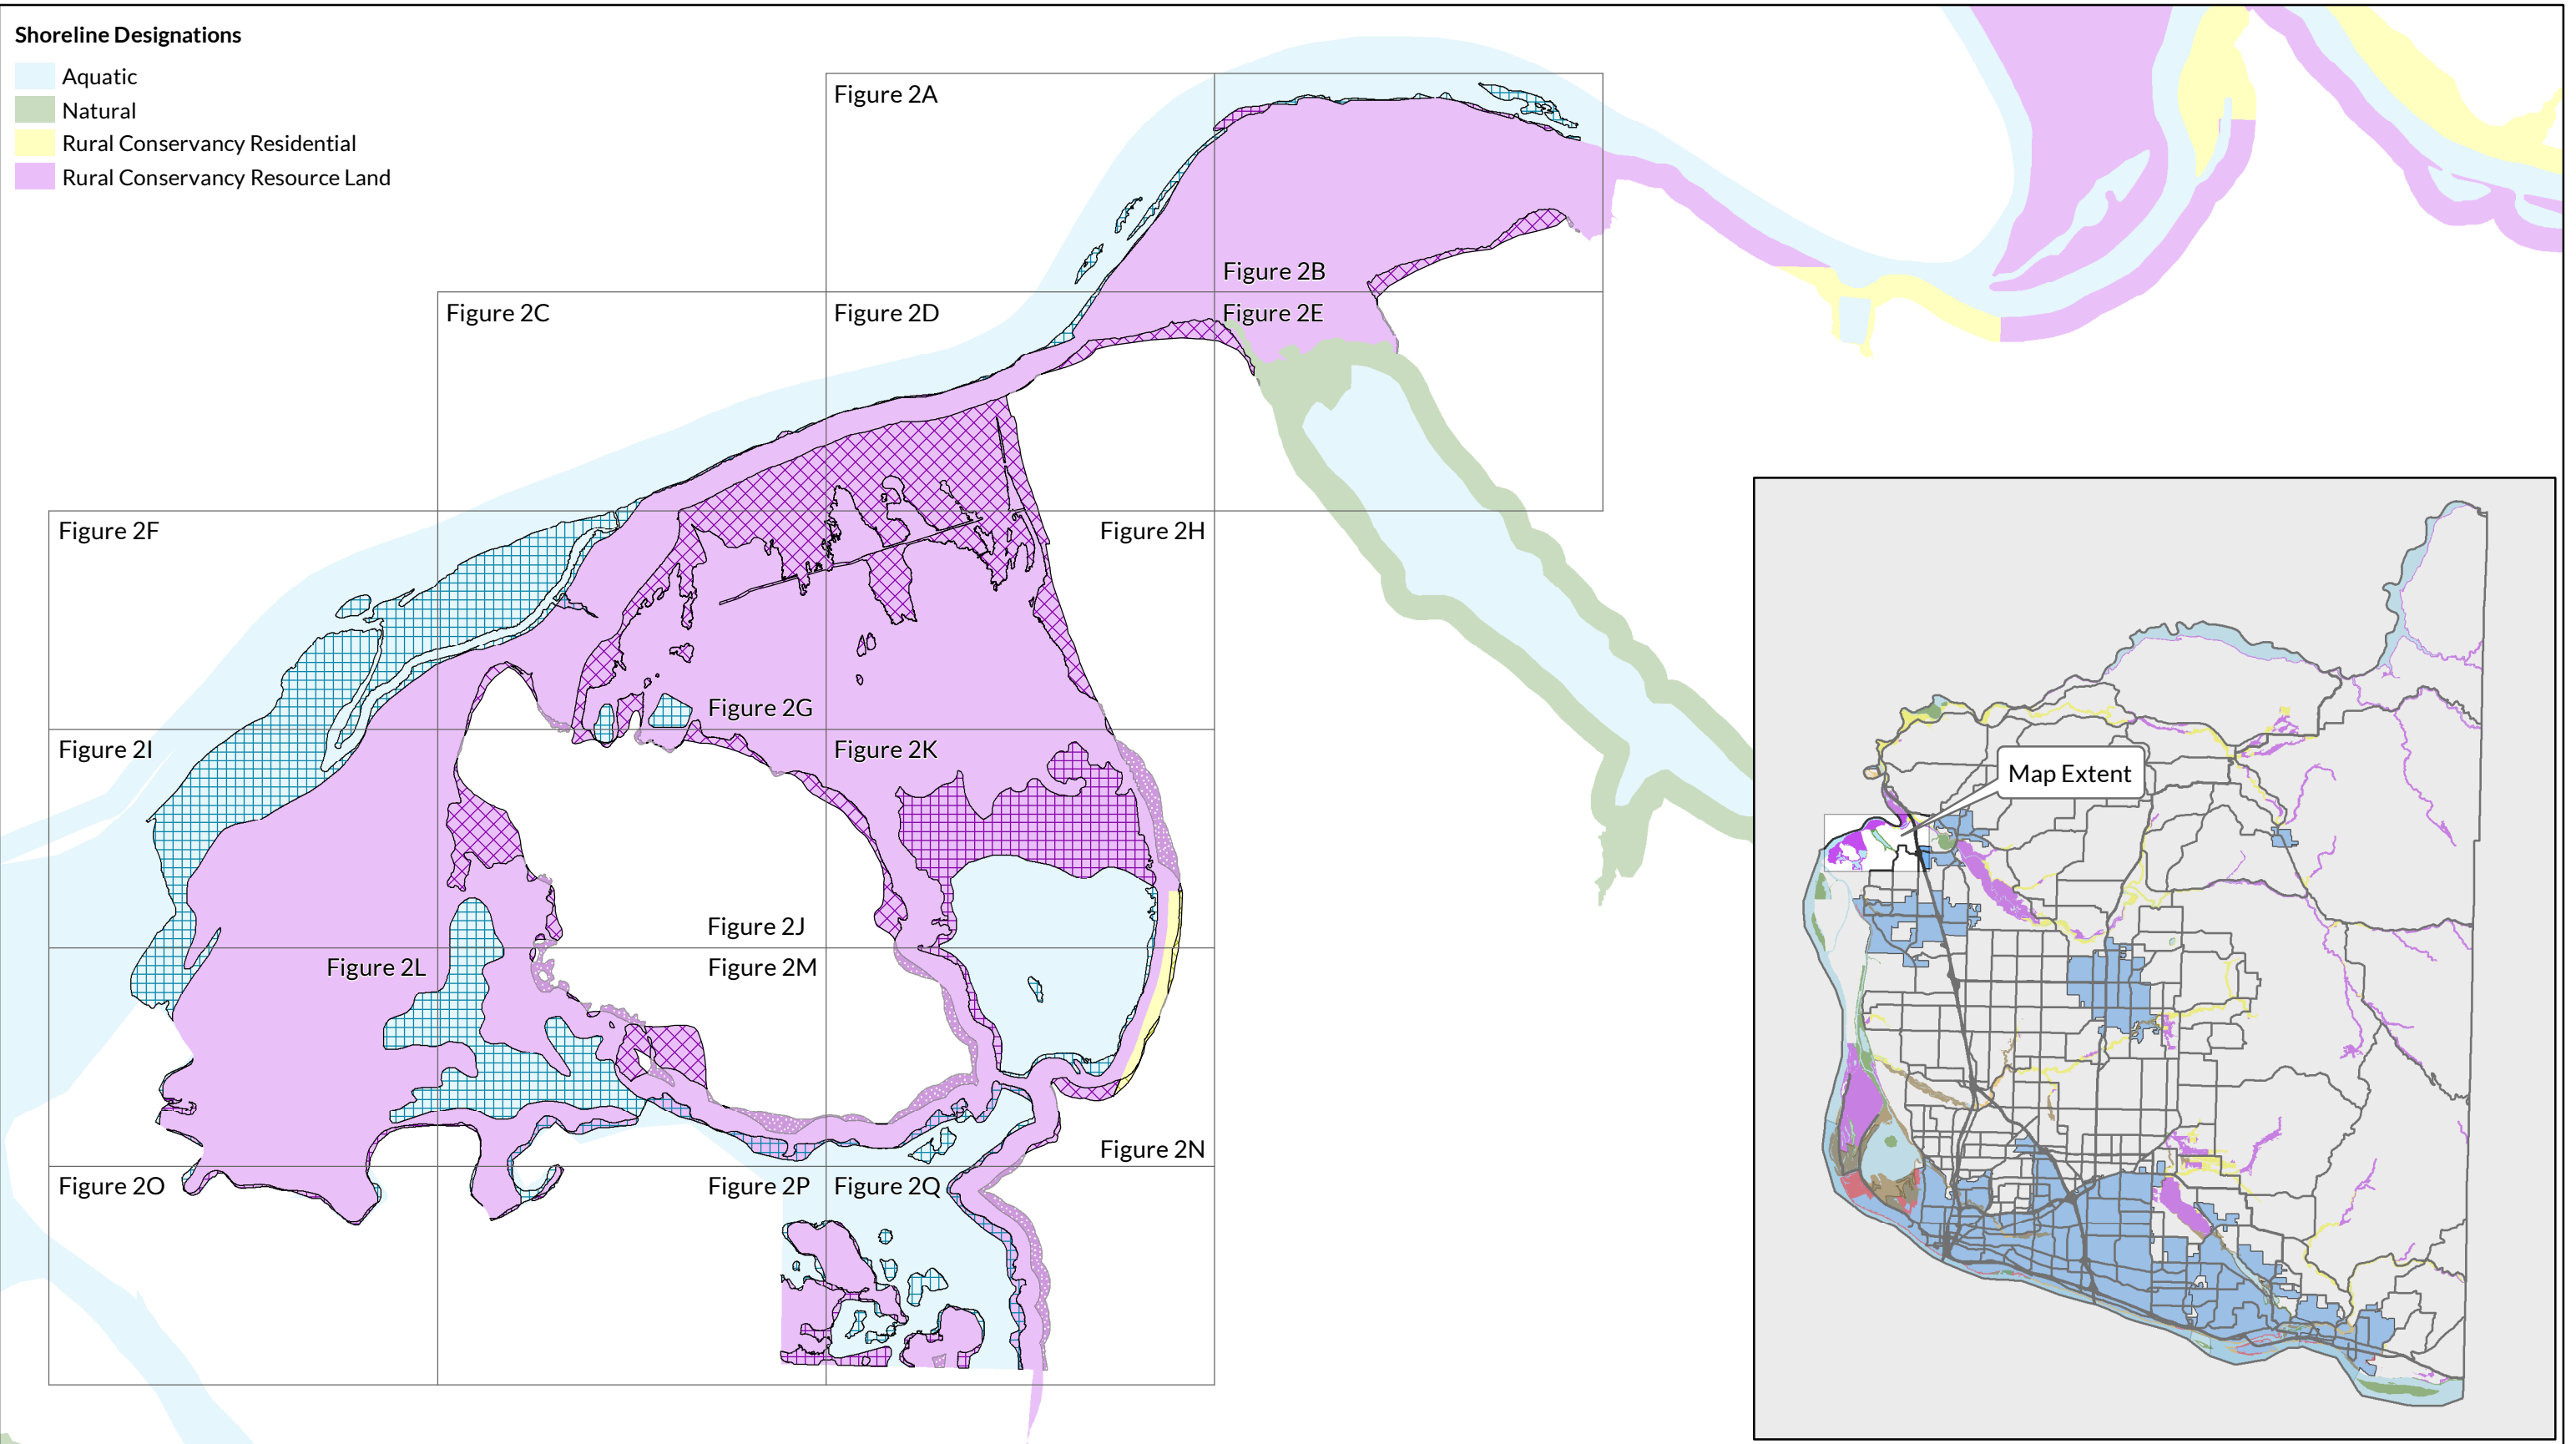 Shoreline Designations
Aquatic
Natural
Rural Conservancy Residential
Rural Conservancy Resource Land
Figure 2A
Figure 2B
Figure 2C
Figure 2D
Figure 2E
Figure 2F
Figure 2H
Figure 2G
Figure 2I
Figure 2K
Figure 2J
Figure 2L
Figure 2M
Figure 2N
Figure 2O
Figure 2P
Figure 2Q
Map Extent